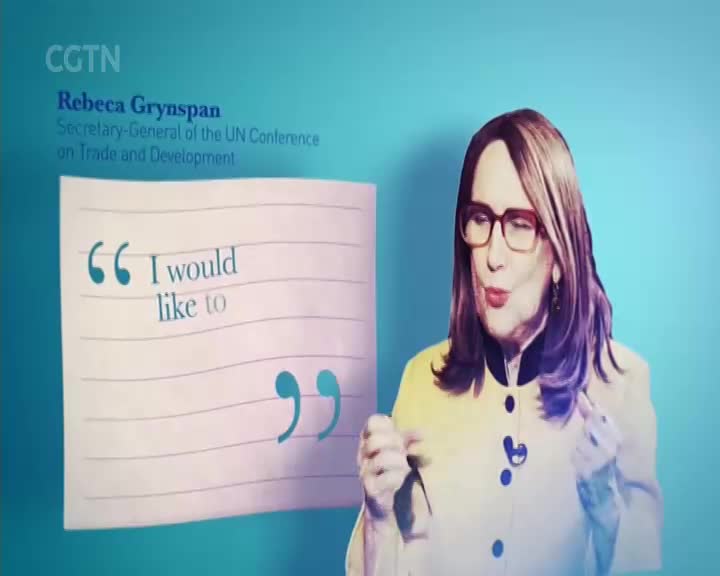 CGTN
Rebeca Grynspan
Secretary-General of the UN Conference
on Trade and Development
“ I would
like to
”